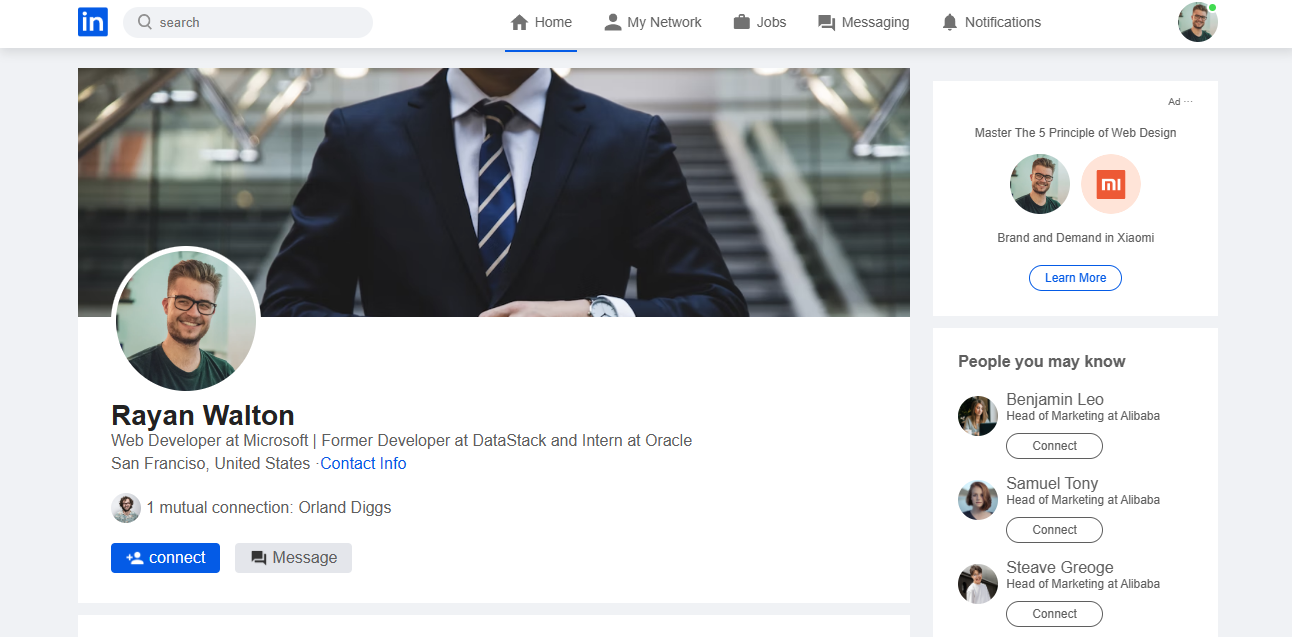 in
search
Home
My Network
Jobs
Messaging
Notifications
Rayan Walton
Web Developer at Microsoft | Former Developer at DataStack and Intern at Oracle
San Franciso, United States ·Contact Info
1 mutual connection: Orland Diggs
connect
Message
Ad ···
Master The 5 Principle of Web Design
mi
Brand and Demand in Xiaomi
Learn More
People you may know
Benjamin Leo
Head of Marketing at Alibaba
Connect
Samuel Tony
Head of Marketing at Alibaba
Connect
Steave Greoge
Head of Marketing at Alibaba
Connect